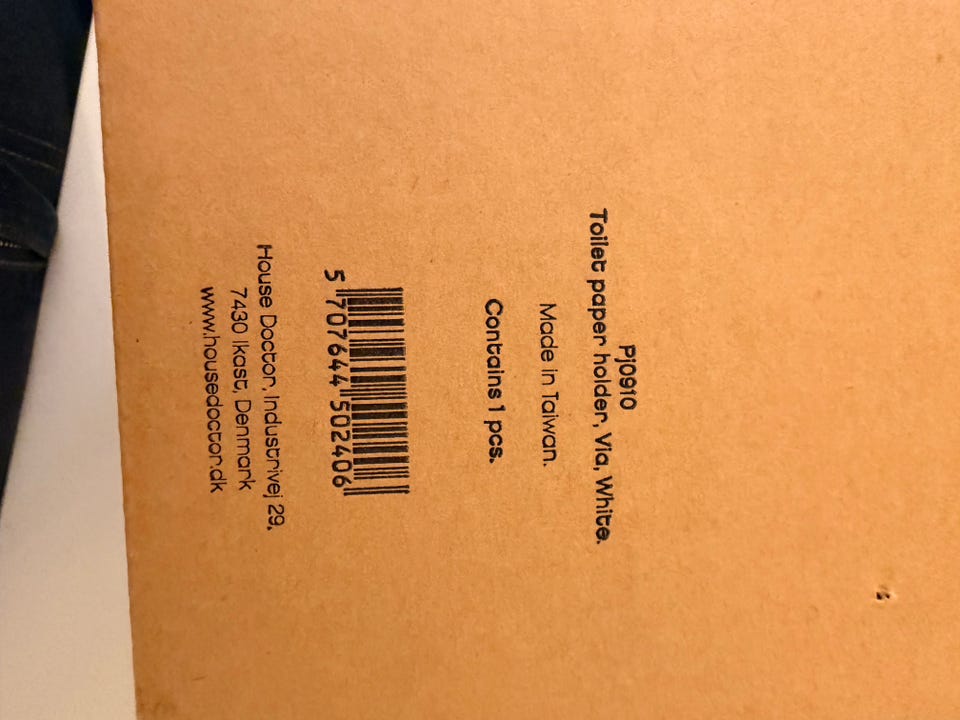 Pj0910
Toilet paper holder, Via, White.
Made in Taiwan.
Contains 1 pcs.
5 707644 502406
House Doctor, Industrivej 29,
7430 Ikast, Denmark
www.housedoctor.dk